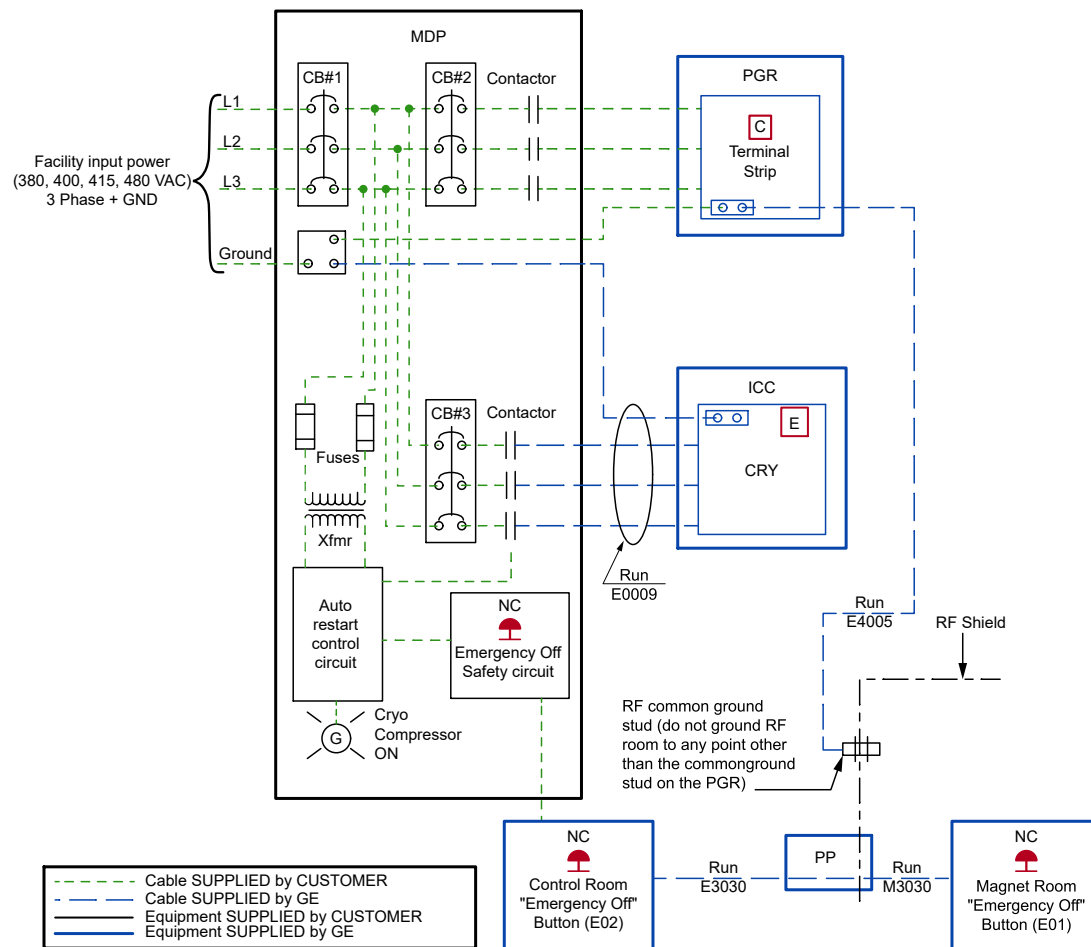 MDP
CB#1
CB#2
Contactor
PGR
L1
L2
L3
Facility input power
(380, 400, 415, 480 VAC)
3 Phase + GND
C
Terminal
Strip
Ground
ICC
CB#3
Contactor
E
CRY
Fuses
Xfmr
Run
E0009
Auto
restart
control
circuit
NC
Emergency Off
Safety circuit
Run
E4005
RF Shield
G
Cryo
Compressor
ON
RF common ground
stud (do not ground RF
room to any point other
than the commonground
stud on the PGR)
NC
Control Room
"Emergency Off"
Button (E02)
Run
E3030
PP
Run
M3030
NC
Magnet Room
"Emergency Off"
Button (E01)
Cable SUPPLIED by CUSTOMER
Cable SUPPLIED by GE
Equipment SUPPLIED by CUSTOMER
Equipment SUPPLIED by GE